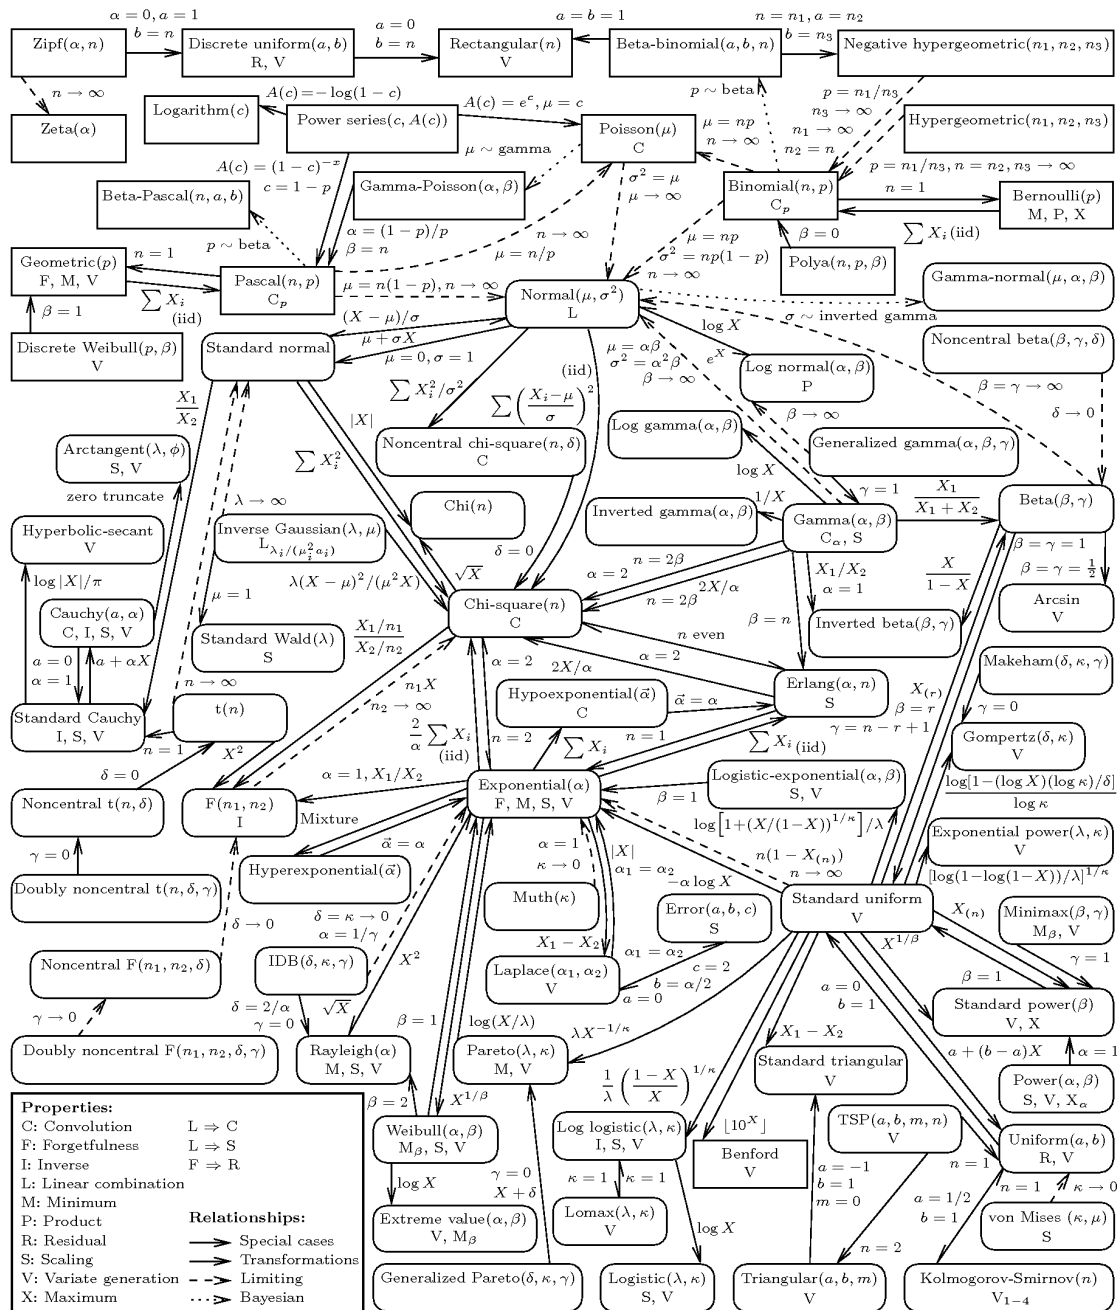 α = 0, a = 1
b = n
a = 0
b = n
a = b = 1
n = n₁, a = n₂
b = n₃
Zipf(α, n)
Discrete uniform(a, b)
R, V
Rectangular(n)
V
Beta-binomial(a, b, n)
Negative hypergeometric(n₁, n₂, n₃)
n → ∞
Zeta(α)
Logarithm(c)
A(c) = −log(1 − c)
Power series(c, A(c))
A(c) = eᶜ, μ = c
Poisson(μ)
C
p ∼ beta
p = n₁/n₃
n₃ → ∞
n₁ → ∞
n₂ = n
Hypergeometric(n₁, n₂, n₃)
μ = np
n → ∞
p = n₁/n₃, n = n₂, n₃ → ∞
A(c) = (1 − c)⁻ˣ
c = 1 − p
μ ∼ gamma
Beta-Pascal(n, a, b)
Gamma-Poisson(α, β)
σ² = μ
μ → ∞
Binomial(n, p)
Cₚ
n = 1
Bernoulli(p)
M, P, X
∑ Xᵢ (iid)
α = (1 − p)/p
β = n
n → ∞
μ = n/p
p ∼ beta
n = 1
Geometric(p)
F, M, V
∑ Xᵢ
(iid)
Pascal(n, p)
Cₚ
μ = n(1 − p), n → ∞
Normal(μ, σ²)
L
μ = np
σ² = np(1 − p)
n → ∞
β = 0
Polya(n, p, β)
Gamma-normal(μ, α, β)
σ ∼ inverted gamma
β = 1
Discrete Weibull(p, β)
V
(X − μ)/σ
μ + σX
μ = 0, σ = 1
Standard normal
∑ Xᵢ²/σ²
(iid)
∑ ((Xᵢ−μ)/σ)²
μ = αβ
σ² = α²β
β → ∞
log X
eˣ
Log normal(α, β)
P
Noncentral beta(β, γ, δ)
β = γ → ∞
δ → 0
X₁
X₂
|X|
∑ Xᵢ²
Noncentral chi-square(n, δ)
C
Log gamma(α, β)
β → ∞
Generalized gamma(α, β, γ)
Arctangent(λ, φ)
S, V
zero truncate
λ → ∞
log X
γ = 1
X₁
X₁ + X₂
Beta(β, γ)
Hyperbolic-secant
V
Inverse Gaussian(λ, μ)
L λᵢ/(μᵢ²aᵢ)
Chi(n)
Inverted gamma(α, β)
1/X
Gamma(α, β)
Cα, S
δ = 0
log |X|/π
λ(X − μ)²/(μ²X)
√X
α = 2
n = 2β
2X/α
n = 2β
X₁/X₂
α = 1
X
1 − X
β = γ = 1
β = γ = ½
Arcsin
V
Cauchy(a, α)
C, I, S, V
μ = 1
Chi-square(n)
C
Standard Wald(λ)
S
X₁/n₁
X₂/n₂
β = n
Inverted beta(β, γ)
a = 0
α = 1
a + αX
n even
α = 2
α = 2
2X/α
Makeham(δ, κ, γ)
n → ∞
t(n)
n₁X
n₂ → ∞
Hypoexponential(α⃗)
C
α⃗ = α
Erlang(α, n)
S
X₍ᵣ₎
β = r
γ = n − r + 1
γ = 0
Standard Cauchy
I, S, V
n = 1
X²
2
α
∑ Xᵢ
(iid)
n = 2
∑ Xᵢ
n = 1
∑ Xᵢ (iid)
Gompertz(δ, κ)
V
δ = 0
α = 1, X₁/X₂
Exponential(α)
F, M, S, V
β = 1
Logistic-exponential(α, β)
S, V
log[1−(log X)(log κ)/δ]
log κ
Noncentral t(n, δ)
F(n₁, n₂)
I
Mixture
log[1+(X/(1−X))¹ᐟᵏ]/λ
Exponential power(λ, κ)
V
γ = 0
α⃗ = α
Hyperexponential(α⃗)
α = 1
κ → 0
|X|
α₁ = α₂
n(1 − X₍ₙ₎)
n → ∞
[log(1−log(1−X))/λ]¹ᐟᵏ
Doubly noncentral t(n, δ, γ)
Muth(κ)
−α log X
Standard uniform
V
X₍ₙ₎
X¹ᐟᵝ
Minimax(β, γ)
Mᵦ, V
Error(a, b, c)
S
δ → 0
δ = κ → 0
α = 1/γ
X²
X₁ − X₂
α₁ = α₂
c = 2
b = α/2
a = 0
γ = 1
β = 1
Noncentral F(n₁, n₂, δ)
IDB(δ, κ, γ)
Laplace(α₁, α₂)
V
a = 0
b = 1
Standard power(β)
V, X
γ → 0
δ = 2/α
γ = 0
√X
β = 1
log(X/λ)
λX⁻¹ᐟᵏ
X₁ − X₂
a + (b − a)X
α = 1
Doubly noncentral F(n₁, n₂, δ, γ)
Rayleigh(α)
M, S, V
Pareto(λ, κ)
M, V
Standard triangular
V
Power(α, β)
S, V, Xα
β = 2
X¹ᐟᵝ
1/λ ((1 − X)/X)¹ᐟᵏ
Properties:
C: Convolution L ⇒ C
F: Forgetfulness L ⇒ S
I: Inverse F ⇒ R
L: Linear combination
M: Minimum
P: Product
R: Residual
S: Scaling
V: Variate generation
X: Maximum
Relationships:
Special cases
Transformations
Limiting
Bayesian
Weibull(α, β)
Mᵦ, S, V
Log logistic(λ, κ)
I, S, V
⌊10ˣ⌋
Benford
V
TSP(a, b, m, n)
V
Uniform(a, b)
R, V
log X
γ = 0
X + δ
κ = 1
κ = 1
a = −1
b = 1
m = 0
n = 1
n = 1
κ → 0
Extreme value(α, β)
V, Mᵦ
Lomax(λ, κ)
V
log X
a = 1/2
b = 1
von Mises (κ, μ)
S
n = 2
Generalized Pareto(δ, κ, γ)
Logistic(λ, κ)
S, V
Triangular(a, b, m)
V
Kolmogorov-Smirnov(n)
V₁₋₄